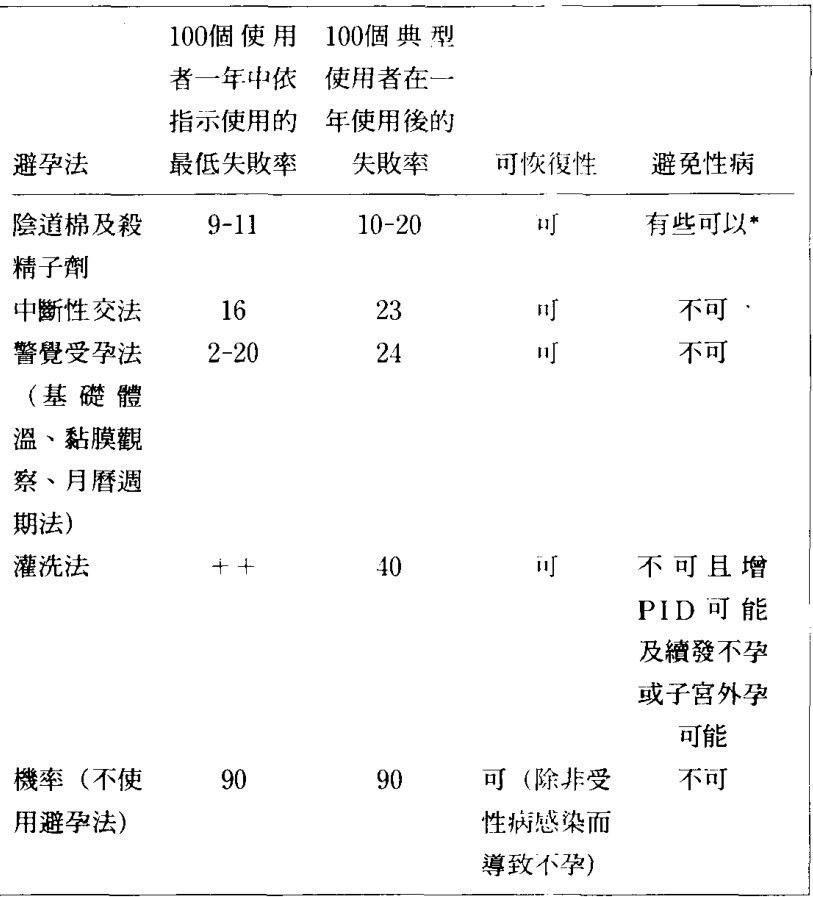 100個使用 100個典型
者一年中依 使用者在一
指示使用的 年使用後的
避孕法 最低失敗率 失敗率 可恢復性 避免性病
陰道棉及殺 9-11 10-20 可 有些可以*
精子劑
中斷性交法 16 23 可 不可
警覺受孕法 2-20 24 可 不可
(基礎體
溫、黏膜觀
察、月曆週
期法)
灌洗法 ++ 40 可 不可且增
PID可能
及續發不孕
或子宮外孕
可能
機率(不使 90 90 可(除非受 不可
用避孕法) 性病感染而
導致不孕)